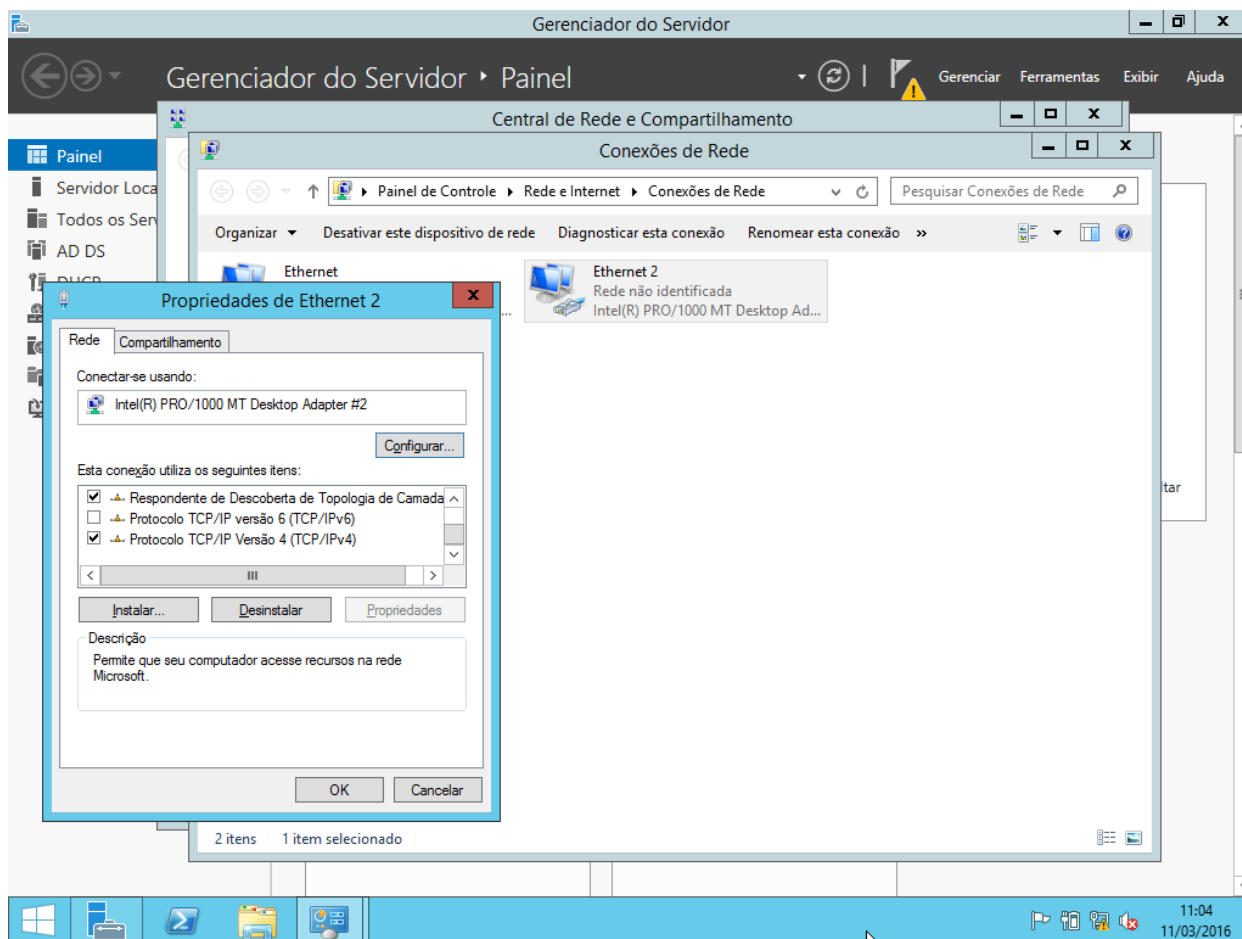 Gerenciador do Servidor
Gerenciador do Servidor ‣ Painel
Gerenciar Ferramentas Exibir Ajuda
Central de Rede e Compartilhamento
Conexões de Rede
Painel
Servidor Loca
Todos os Serv
AD DS
DHCP
Painel de Controle ▸ Rede e Internet ▸ Conexões de Rede
Pesquisar Conexões de Rede
Organizar Desativar este dispositivo de rede Diagnosticar esta conexão Renomear esta conexão »
Ethernet
...
Ethernet 2
Rede não identificada
Intel(R) PRO/1000 MT Desktop Ad...
Propriedades de Ethernet 2
Rede Compartilhamento
Conectar-se usando:
Intel(R) PRO/1000 MT Desktop Adapter #2
Configurar...
Esta conexão utiliza os seguintes itens:
Respondente de Descoberta de Topologia de Camada
Protocolo TCP/IP versão 6 (TCP/IPv6)
Protocolo TCP/IP Versão 4 (TCP/IPv4)
Instalar... Desinstalar Propriedades
Descrição
Permite que seu computador acesse recursos na rede
Microsoft.
OK Cancelar
ltar
2 itens 1 item selecionado
11:04
11/03/2016